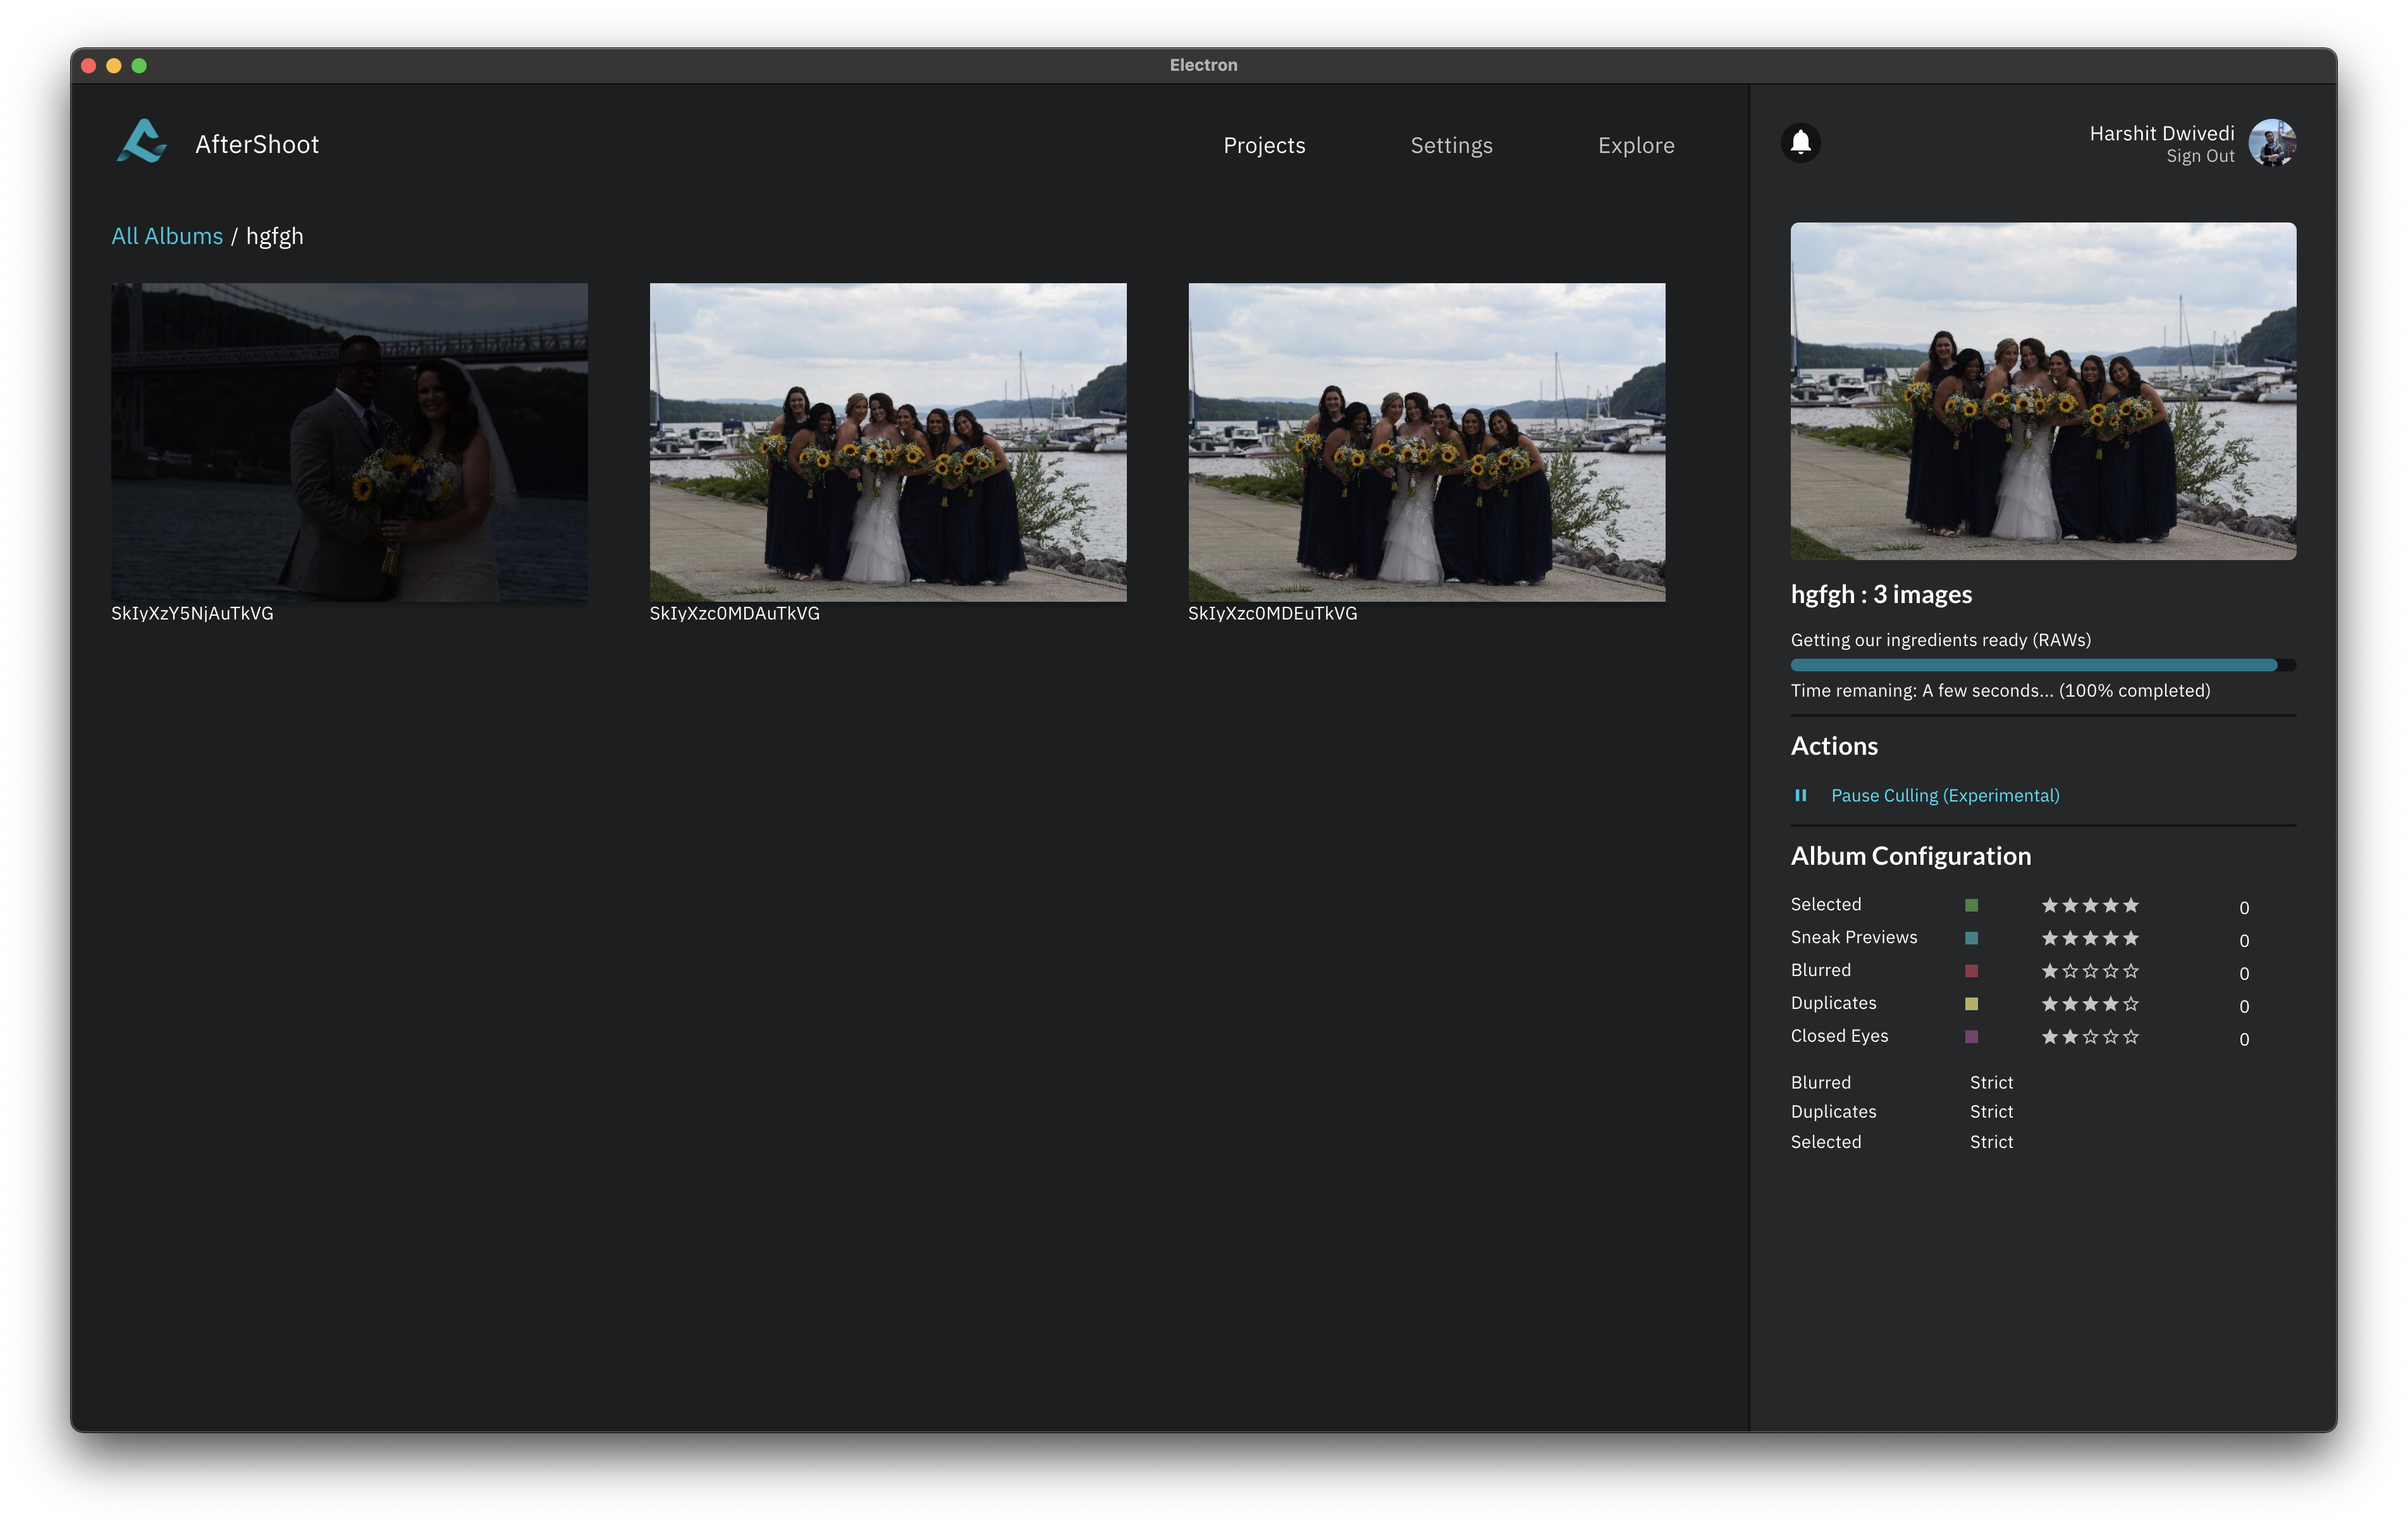 Electron
AfterShoot
Projects
Settings
Explore
Harshit Dwivedi
Sign Out
All Albums / hgfgh
SkIyXzY5NjAuTkVG
SkIyXzc0MDAuTkVG
SkIyXzc0MDEuTkVG
hgfgh : 3 images
Getting our ingredients ready (RAWs)
Time remaning: A few seconds... (100% completed)
Actions
Pause Culling (Experimental)
Album Configuration
Selected 0
Sneak Previews 0
Blurred 0
Duplicates 0
Closed Eyes 0
Blurred Strict
Duplicates Strict
Selected Strict